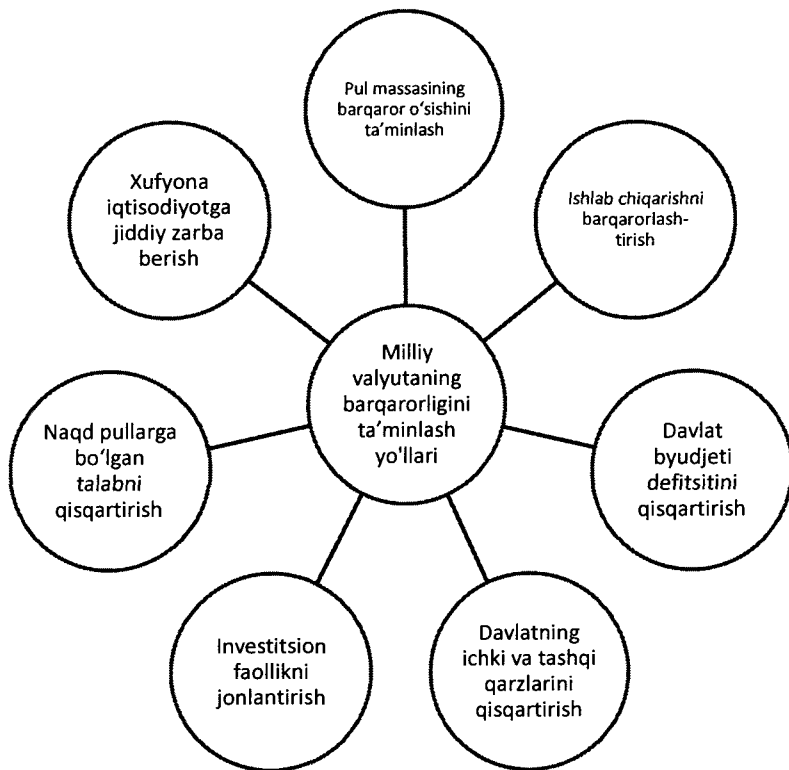 Pul massasining
barqaror o‘sishini
ta’minlash
Xufyona
iqtisodiyotga
jiddiy zarba
berish
Ishlab chiqarishni
barqarorlash-
tirish
Milliy
valyutaning
barqarorligini
ta’minlash
yo'llari
Naqd pullarga
bo‘lgan
talabni
qisqartirish
Davlat
byudjeti
defitsitini
qisqartirish
Investitsion
faollikni
jonlantirish
Davlatning
ichki va tashqi
qarzlarini
qisqartirish